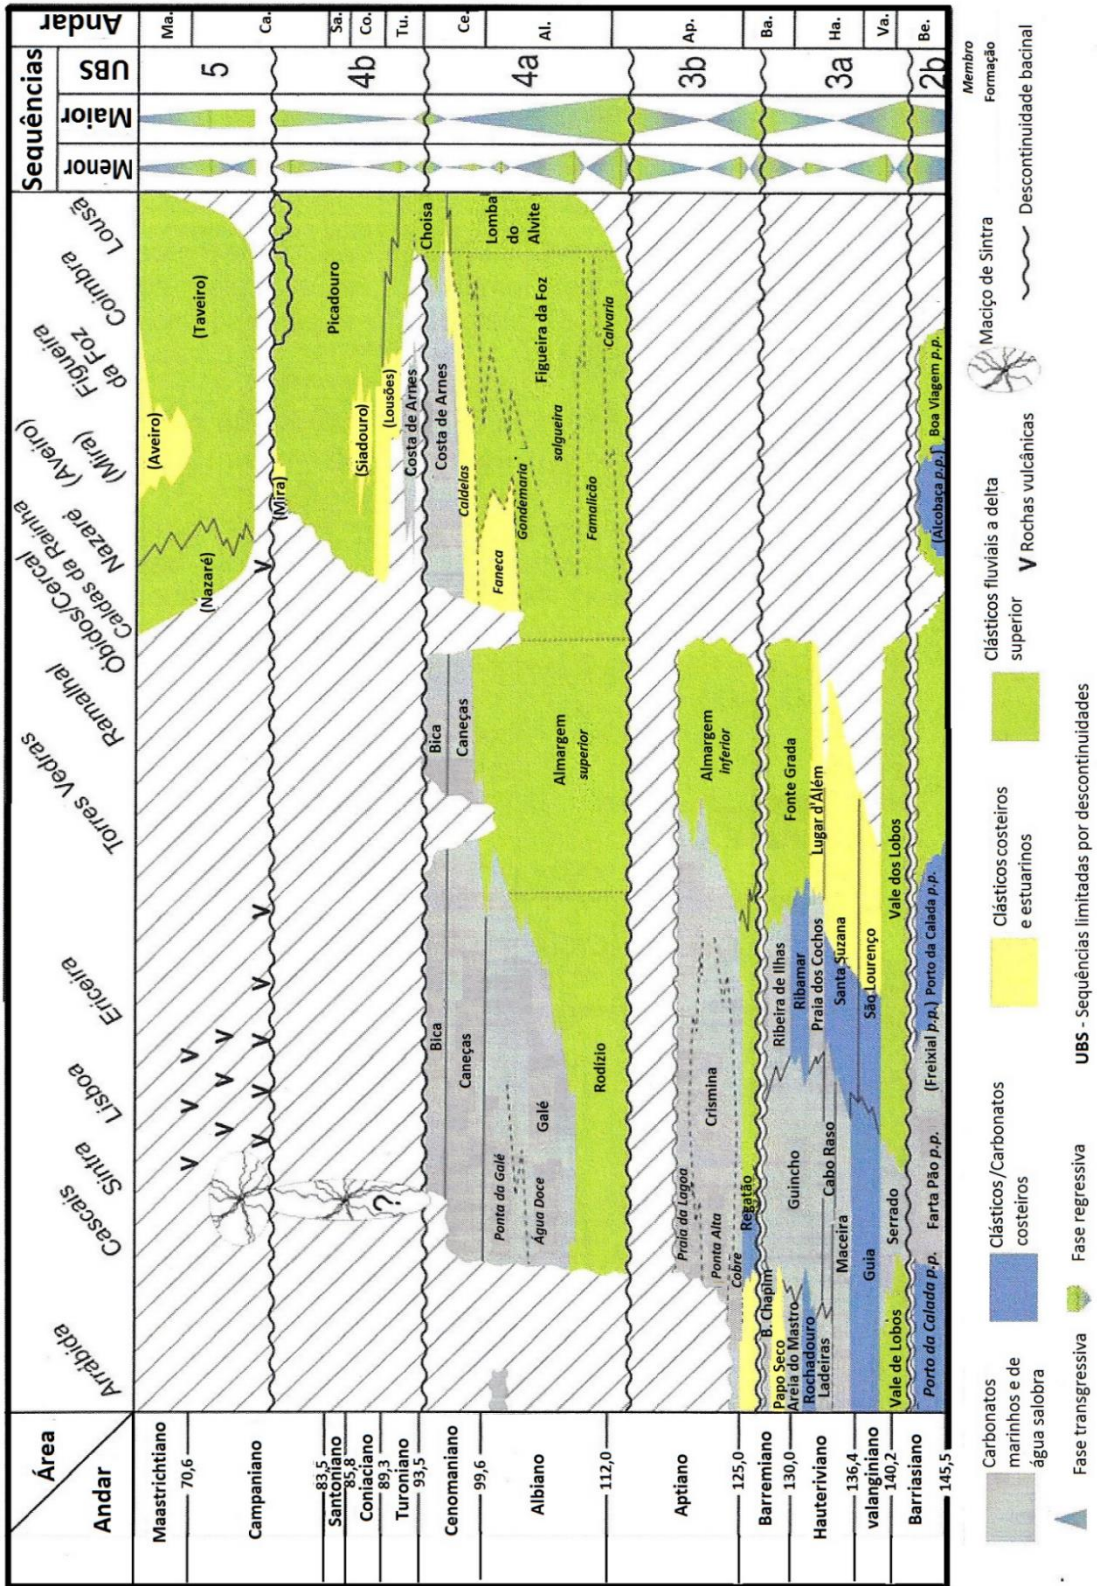 Área
Andar
Arrábida
Cascais
Sintra
Lisboa
Ericeira
Torres Vedras
Ramalhal
Óbidos/Cercal
Caldas da Rainha
Nazaré
(Mira)
(Aveiro)
Figueira
da Foz
Coimbra
Lousã
Sequências
Menor
Maior
UBS
Andar
Maastrichtiano
70,6
Campaniano
83,5
Santoniano
85,8
Coniaciano
89,3
Turoniano
93,5
Cenomaniano
99,6
Albiano
112,0
Aptiano
125,0
Barremiano
130,0
Hauteriviano
136,4
valanginiano
140,2
Barriasiano
145,5
(Nazaré)
(Aveiro)
(Taveiro)
(Mira)
(Siadouro)
Picadouro
(Lousões)
Costa de Arnes
Costa de Arnes
Choisa
Caldelas
Faneca
Gondemaria
Figueira da Foz
salgueira
Famalicão
Calvaria
Lomba
do
Alvite
?
V V V V V V V V V V V
Bica
Caneças
Bica
Caneças
Ponta da Galé
Água Doce
Galé
Rodízio
Almargem
superior
Praia da Lagoa
Crismina
Ponta Alta
Cobre
Regatão
Almargem
inferior
B. Chapim
Papo Seco
Areia do Mastro
Rochadouro
Ladeiras
Guincho
Cabo Raso
Maceira
Guia
Ribeira de Ilhas
Ribamar
Praia dos Cochos
Santa Suzana
São Lourenço
Fonte Grada
Lugar d'Além
Vale de Lobos
Serrado
Vale dos Lobos
Porto da Calada p.p.
Farta Pão p.p.
(Freixial p.p.)
Porto da Calada p.p.
(Alcobaça p.p.)
Boa Viagem p.p.
5
4b
4a
3b
3a
2b
Ma.
Ca.
Sa.
Co.
Tu.
Ce.
Al.
Ap.
Ba.
Ha.
Va.
Be.
Carbonatos
marinhos e de
água salobra
Clásticos/Carbonatos
costeiros
Clásticos costeiros
e estuarinos
Clásticos fluviais a delta
superior
V Rochas vulcânicas
Maciço de Sintra
Membro
Formação
Descontinuidade bacinal
Fase transgressiva
Fase regressiva
UBS - Sequências limitadas por descontinuidades